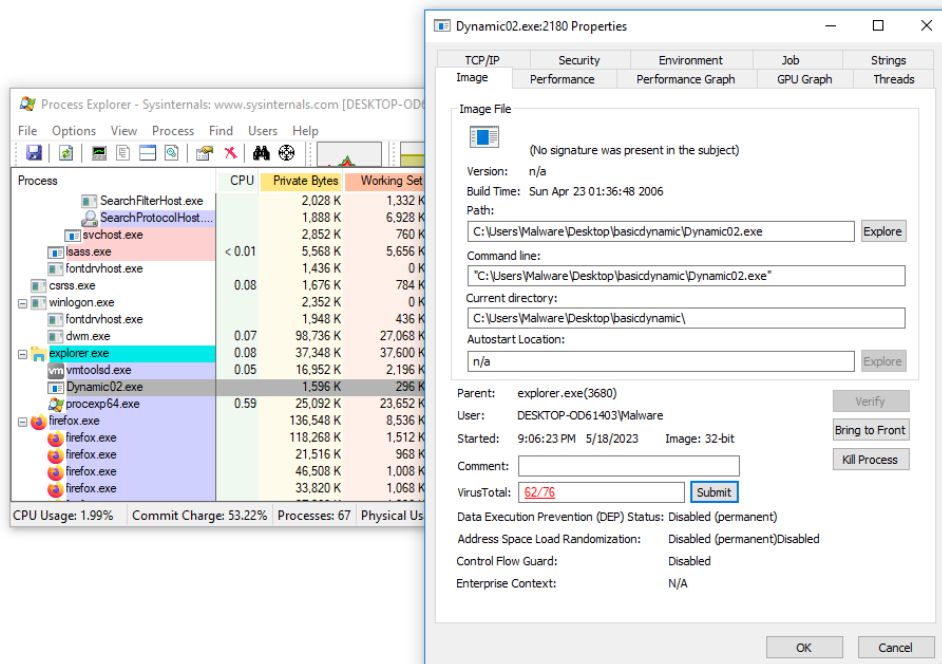 Process Explorer - Sysinternals: www.sysinternals.com [DESKTOP-OD6
File Options View Process Find Users Help
Process CPU Private Bytes Working Set
SearchFilterHost.exe 2,028 K 1,332 K
SearchProtocolHost.... 1,888 K 6,928 K
svchost.exe 2,852 K 760 K
lsass.exe < 0.01 5,568 K 5,656 K
fontdrvhost.exe 1,436 K 0 K
csrss.exe 0.08 1,676 K 784 K
winlogon.exe 2,352 K 0 K
fontdrvhost.exe 1,948 K 436 K
dwm.exe 0.07 98,736 K 27,068 K
explorer.exe 0.08 37,348 K 37,600 K
vm vmtoolsd.exe 0.05 16,952 K 2,196 K
Dynamic02.exe 1,596 K 296 K
procexp64.exe 0.59 25,092 K 23,652 K
firefox.exe 136,548 K 8,536 K
firefox.exe 118,268 K 1,512 K
firefox.exe 21,516 K 968 K
firefox.exe 46,508 K 1,008 K
firefox.exe 33,820 K 1,068 K
CPU Usage: 1.99% Commit Charge: 53.22% Processes: 67 Physical Us
Dynamic02.exe:2180 Properties
TCP/IP Security Environment Job Strings
Image Performance Performance Graph GPU Graph Threads
Image File
(No signature was present in the subject)
Version: n/a
Build Time: Sun Apr 23 01:36:48 2006
Path:
C:\Users\Malware\Desktop\basicdynamic\Dynamic02.exe Explore
Command line:
"C:\Users\Malware\Desktop\basicdynamic\Dynamic02.exe"
Current directory:
C:\Users\Malware\Desktop\basicdynamic\
Autostart Location:
n/a Explore
Parent: explorer.exe(3680) Verify
User: DESKTOP-OD61403\Malware
Bring to Front
Started: 9:06:23 PM 5/18/2023 Image: 32-bit
Kill Process
Comment:
VirusTotal: 62/76 Submit
Data Execution Prevention (DEP) Status: Disabled (permanent)
Address Space Load Randomization: Disabled (permanent)Disabled
Control Flow Guard: Disabled
Enterprise Context: N/A
OK Cancel